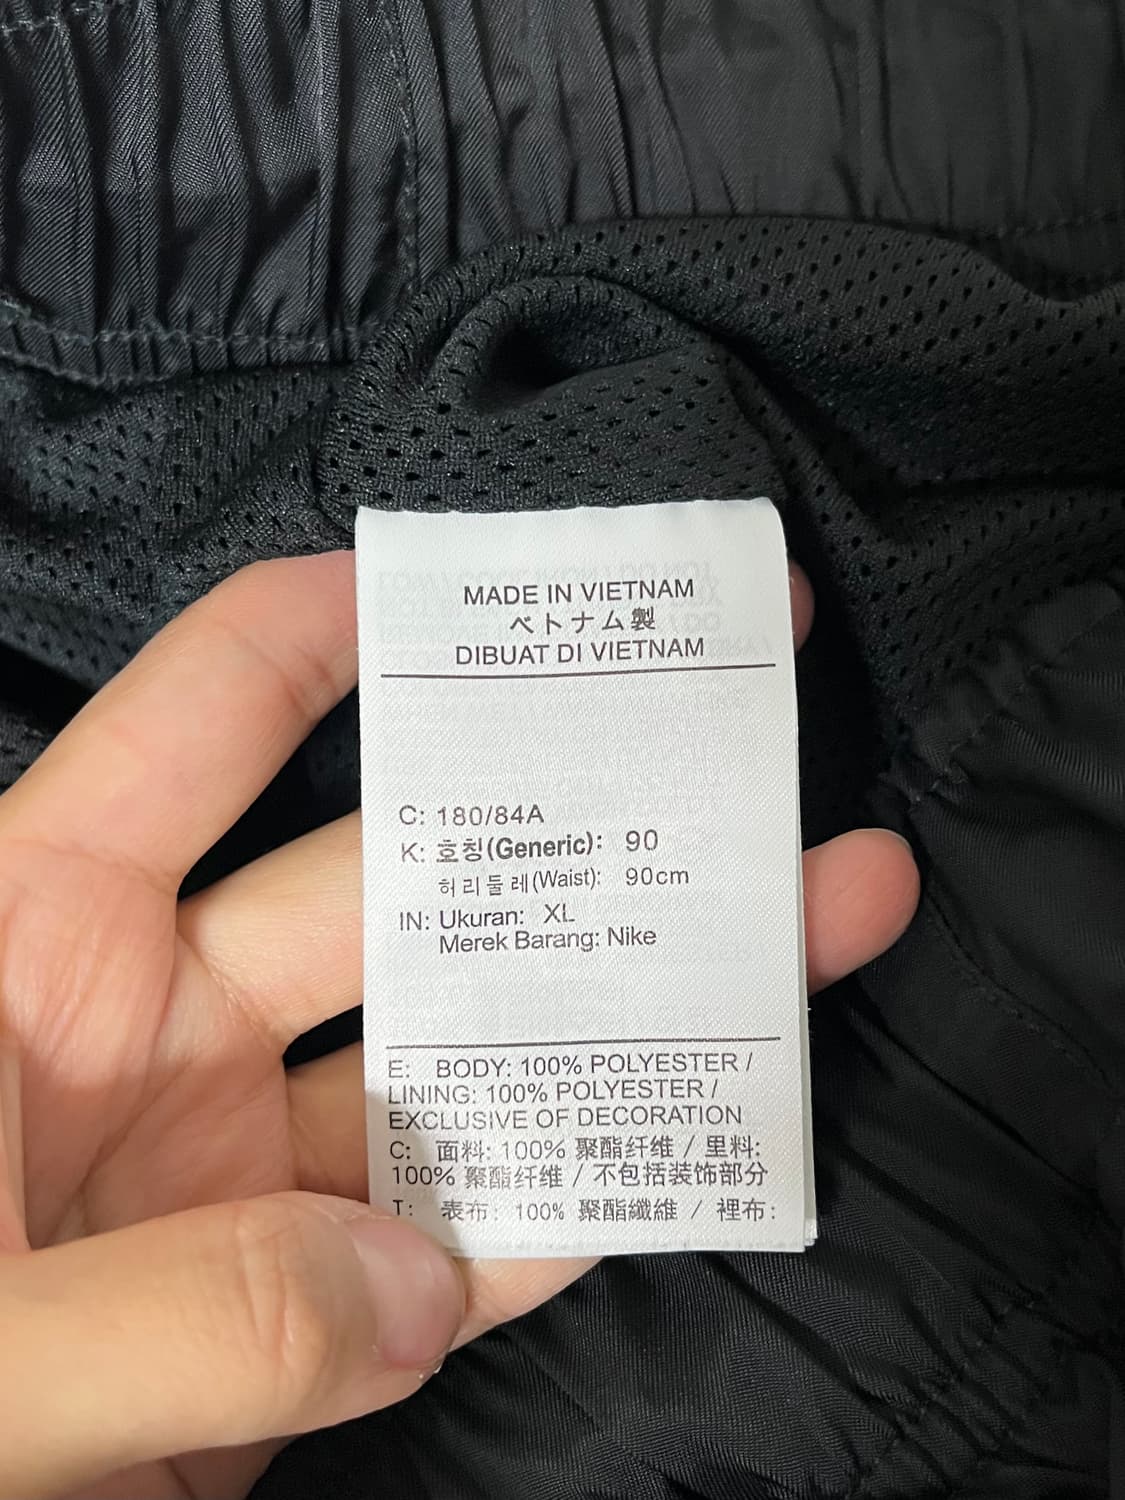 MADE IN VIETNAM
ベトナム製
DIBUAT DI VIETNAM
C: 180/84A
K: 호칭(Generic): 90
허리둘레(Waist): 90cm
IN: Ukuran: XL
Merek Barang: Nike
E: BODY: 100% POLYESTER /
LINING: 100% POLYESTER /
EXCLUSIVE OF DECORATION
C: 面料: 100% 聚酯纤维 / 里料:
100% 聚酯纤维 / 不包括装饰部分
T: 表布: 100% 聚酯纖維 / 裡布: